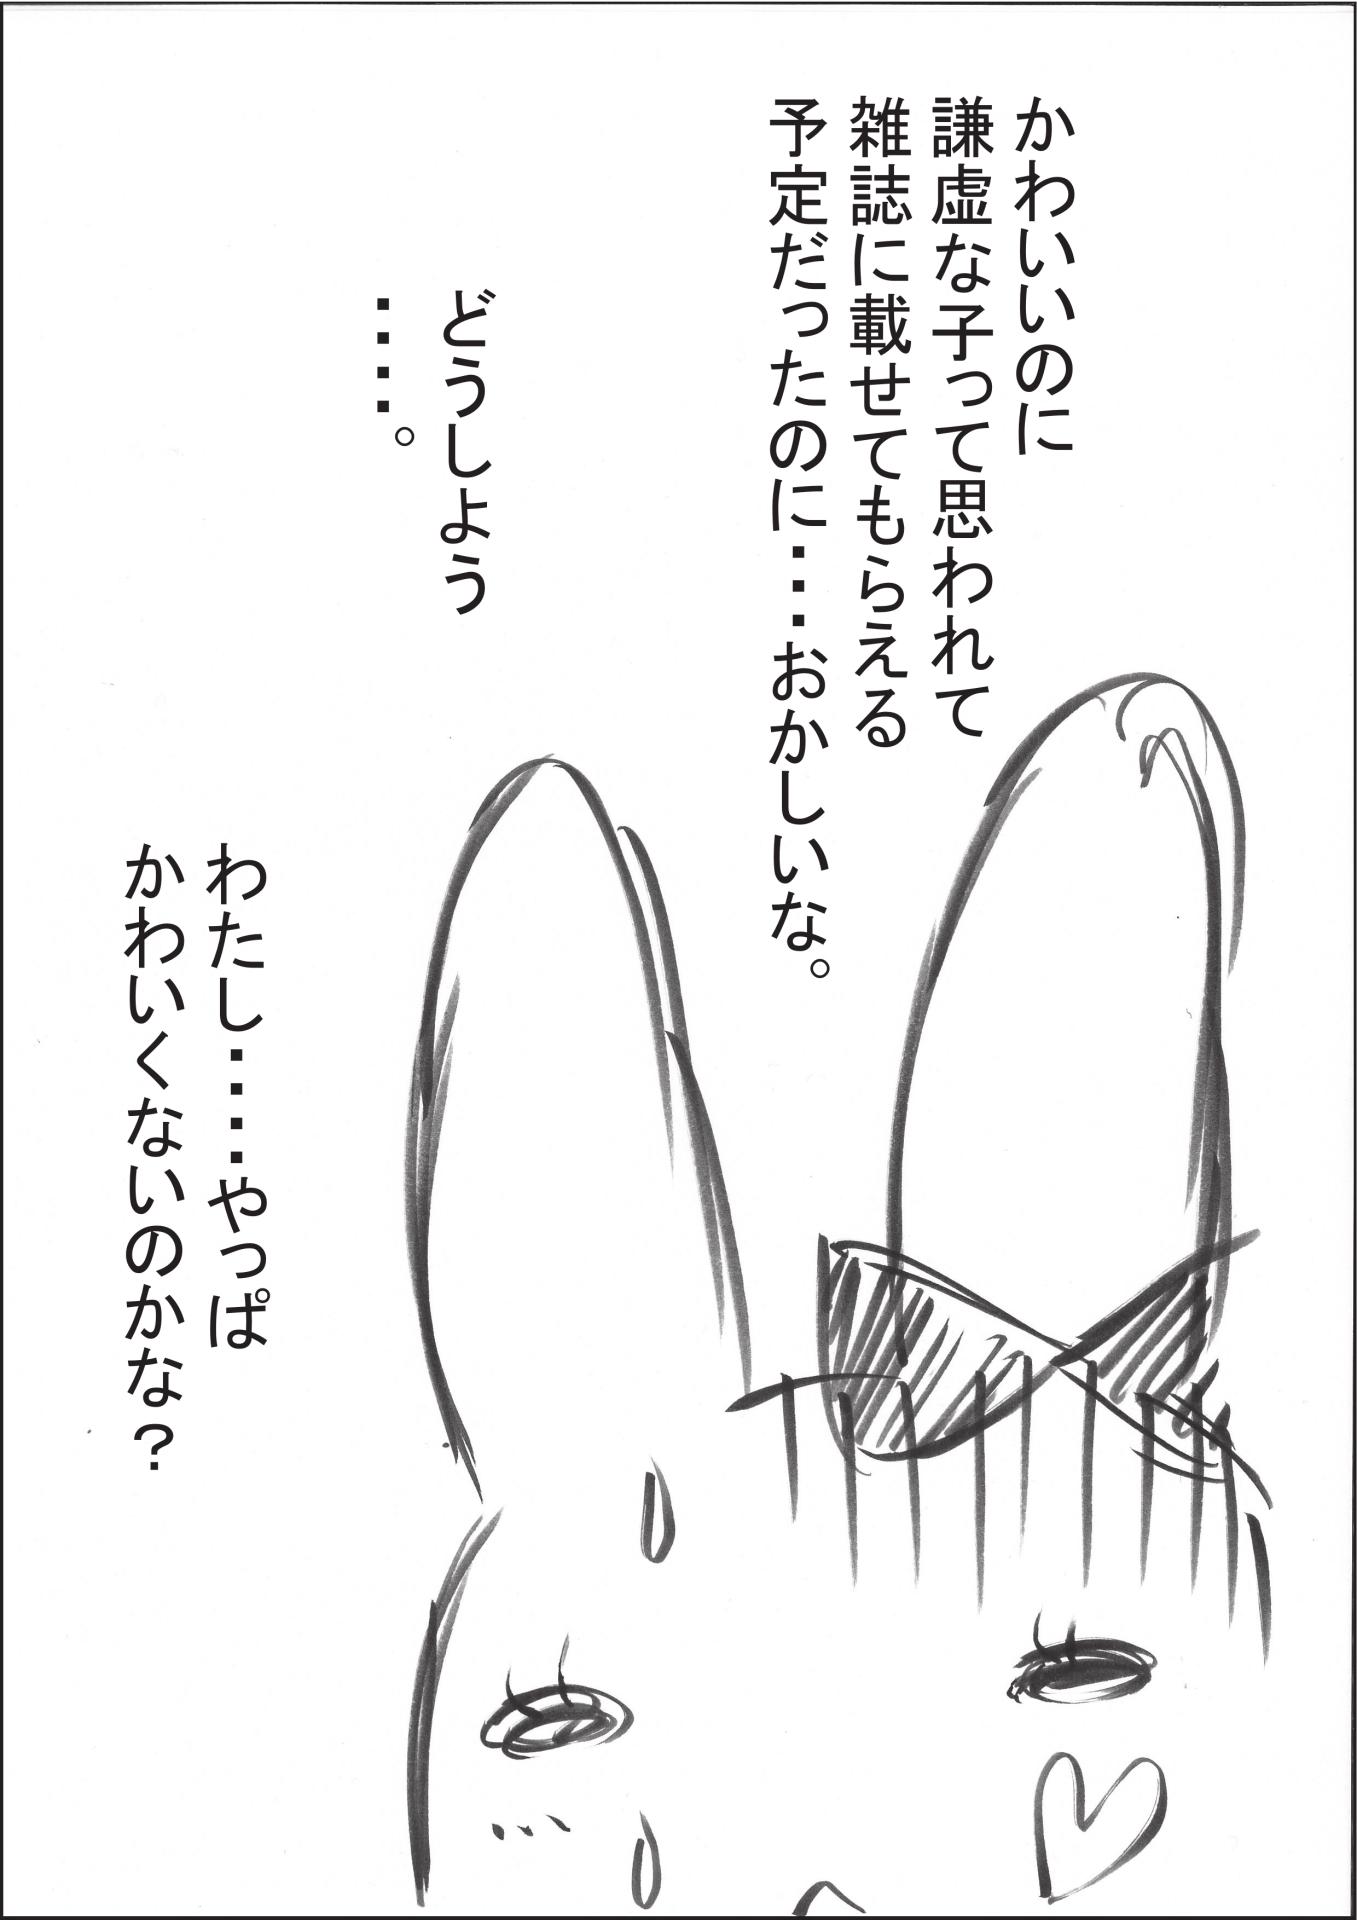 かわいいのに
謙虚な子って思われて
雑誌に載せてもらえる
予定だったのに・・・おかしいな。
どうしよう
・・・・。
わたし・・・・やっぱ
かわいくないのかな？